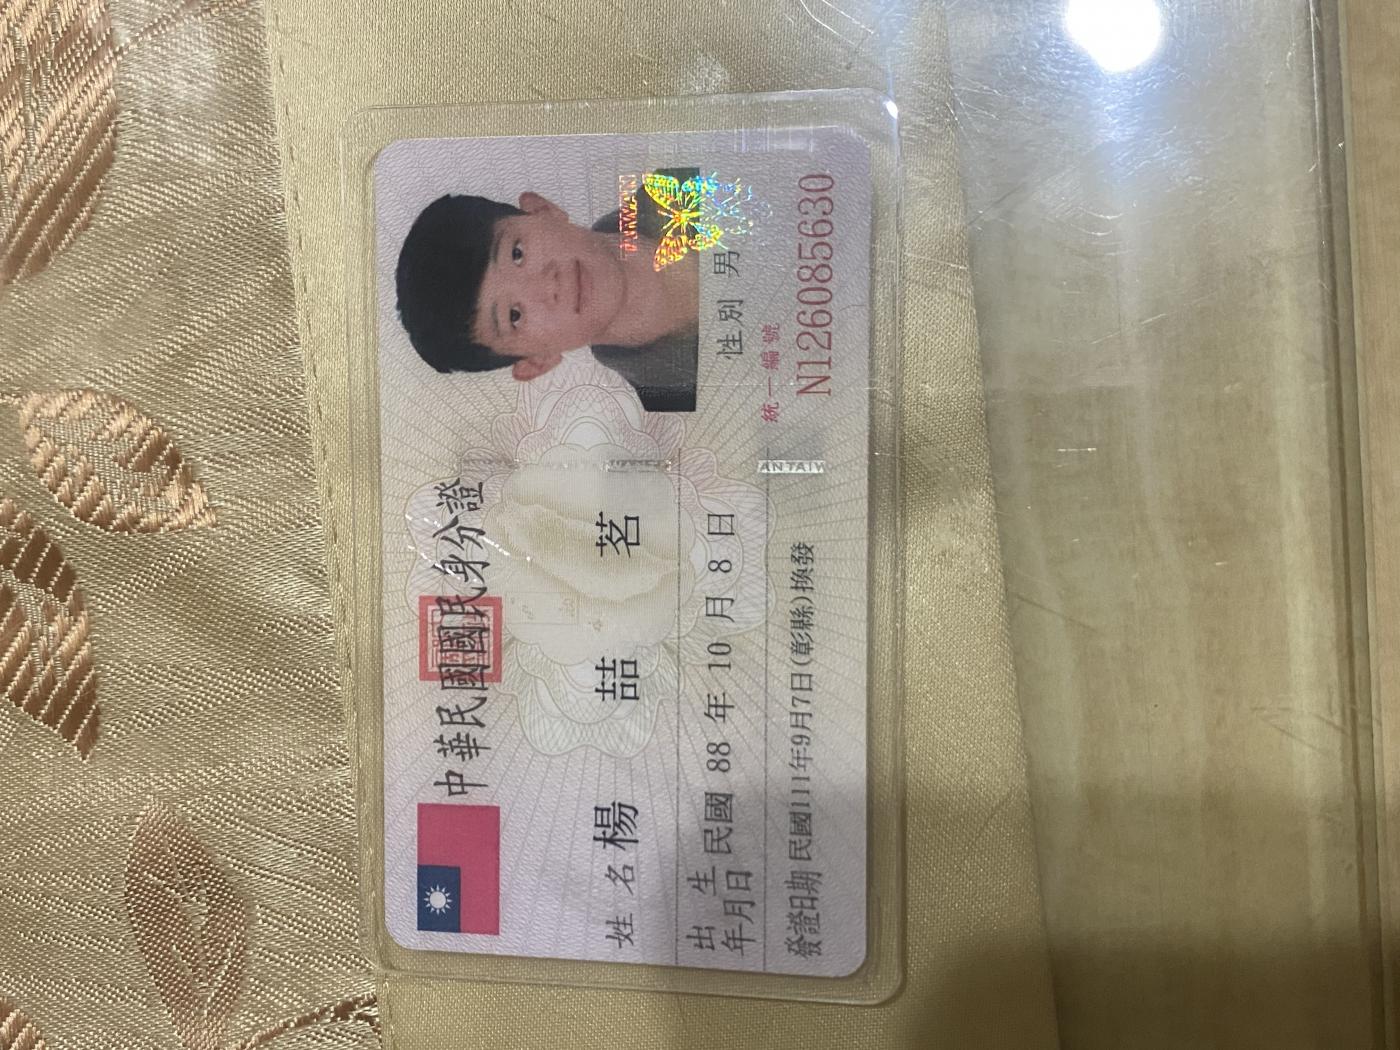 中華民國國民身分證
姓名 楊喆茗
出生年月日 民國 88 年 10 月 8 日
性別 男
發證日期 民國111年9月7日(彰縣)換發
統一編號
N126085630
TAIWAN